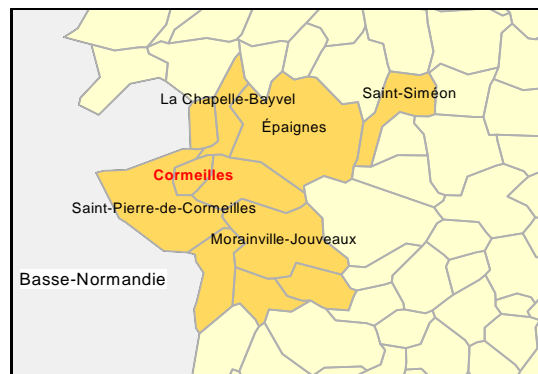 La Chapelle-Bayvel
Saint-Siméon
Épaignes
Cormeilles
Saint-Pierre-de-Cormeilles
Morainville-Jouveaux
Basse-Normandie